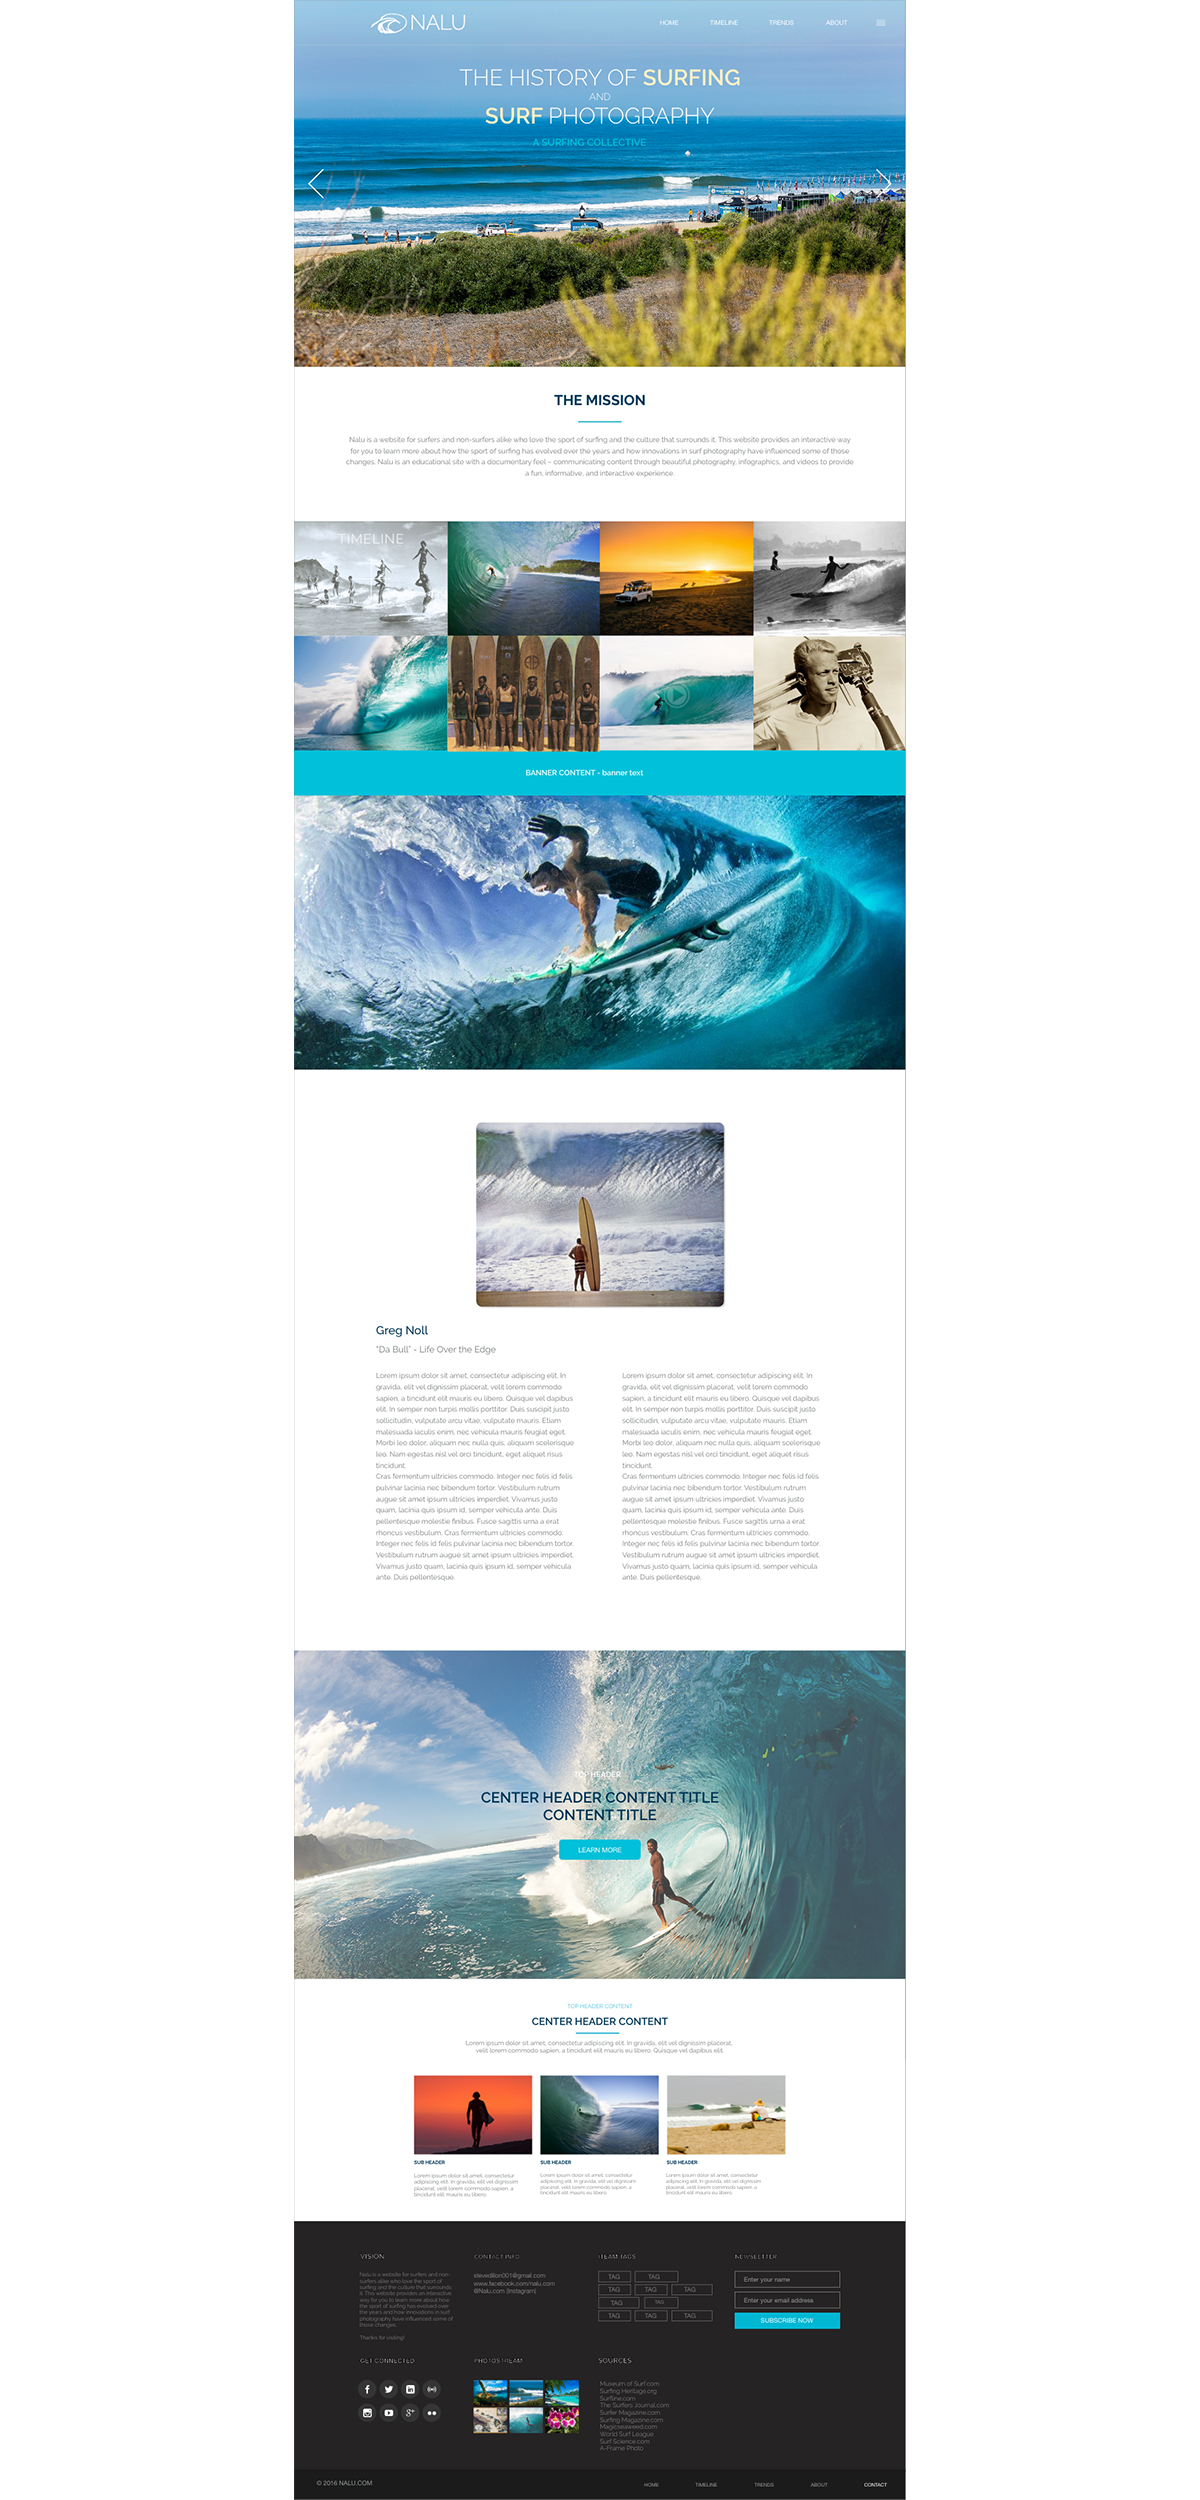 NALU
HOME TIMELINE TRENDS ABOUT
THE HISTORY OF SURFING
AND
SURF PHOTOGRAPHY
A SURFING COLLECTIVE
THE MISSION
Nalu is a website for surfers and non-surfers alike who love the sport of surfing and the culture that surrounds it. This website provides an interactive way
for you to learn more about how the sport of surfing has evolved over the years and how innovations in surf photography have influenced some of those
changes. Nalu is an educational site with a documentary feel – communicating content through beautiful photography, infographics, and videos to provide
a fun, informative, and interactive experience.
TIMELINE
BANNER CONTENT - banner text
Greg Noll
"Da Bull" - Life Over the Edge
Lorem ipsum dolor sit amet, consectetur adipiscing elit. In
gravida, elit vel dignissim placerat, velit lorem commodo
sapien, a tincidunt elit mauris eu libero. Quisque vel dapibus
elit. In semper non turpis mollis porttitor. Duis suscipit justo
sollicitudin, vulputate arcu vitae, vulputate mauris. Etiam
malesuada iaculis enim, nec vehicula mauris feugiat eget.
Morbi leo dolor, aliquam nec nulla quis, aliquam scelerisque
leo. Nam egestas nisl vel orci tincidunt, eget aliquet risus
tincidunt.
Cras fermentum ultricies commodo. Integer nec felis id felis
pulvinar lacinia nec bibendum tortor. Vestibulum rutrum
augue sit amet ipsum ultricies imperdiet. Vivamus justo
quam, lacinia quis ipsum id, semper vehicula ante. Duis
pellentesque molestie finibus. Fusce sagittis urna a erat
rhoncus vestibulum. Cras fermentum ultricies commodo.
Integer nec felis id felis pulvinar lacinia nec bibendum tortor.
Vestibulum rutrum augue sit amet ipsum ultricies imperdiet.
Vivamus justo quam, lacinia quis ipsum id, semper vehicula
ante. Duis pellentesque.
Lorem ipsum dolor sit amet, consectetur adipiscing elit. In
gravida, elit vel dignissim placerat, velit lorem commodo
sapien, a tincidunt elit mauris eu libero. Quisque vel dapibus
elit. In semper non turpis mollis porttitor. Duis suscipit justo
sollicitudin, vulputate arcu vitae, vulputate mauris. Etiam
malesuada iaculis enim, nec vehicula mauris feugiat eget.
Morbi leo dolor, aliquam nec nulla quis, aliquam scelerisque
leo. Nam egestas nisl vel orci tincidunt, eget aliquet risus
tincidunt.
Cras fermentum ultricies commodo. Integer nec felis id felis
pulvinar lacinia nec bibendum tortor. Vestibulum rutrum
augue sit amet ipsum ultricies imperdiet. Vivamus justo
quam, lacinia quis ipsum id, semper vehicula ante. Duis
pellentesque molestie finibus. Fusce sagittis urna a erat
rhoncus vestibulum. Cras fermentum ultricies commodo.
Integer nec felis id felis pulvinar lacinia nec bibendum tortor.
Vestibulum rutrum augue sit amet ipsum ultricies imperdiet.
Vivamus justo quam, lacinia quis ipsum id, semper vehicula
ante. Duis pellentesque.
TOP HEADER
CENTER HEADER CONTENT TITLE
CONTENT TITLE
LEARN MORE
TOP HEADER CONTENT
CENTER HEADER CONTENT
Lorem ipsum dolor sit amet, consectetur adipiscing elit. In gravida, elit vel dignissim placerat,
velit lorem commodo sapien, a tincidunt elit mauris eu libero. Quisque vel dapibus elit.
SUB HEADER
Lorem ipsum dolor sit amet, consectetur
adipiscing elit. In gravida, elit vel dignissim
placerat, velit lorem commodo sapien, a
tincidunt elit mauris eu libero.
SUB HEADER
Lorem ipsum dolor sit amet, consectetur
adipiscing elit. In gravida, elit vel dignissim
placerat, velit lorem commodo sapien, a
tincidunt elit mauris eu libero.
SUB HEADER
Lorem ipsum dolor sit amet, consectetur
adipiscing elit. In gravida, elit vel dignissim
placerat, velit lorem commodo sapien, a
tincidunt elit mauris eu libero.
VISION
Nalu is a website for surfers and non-
surfers alike who love the sport of
surfing and the culture that surrounds
it. This website provides an interactive
way for you to learn more about how
the sport of surfing has evolved over
the years and how innovations in surf
photography have influenced some of
those changes.
Thanks for visiting!
CONTACT INFO
stevedillon001@gmail.com
www.facebook.com/nalu.com
@Nalu.com (Instagram)
ITEAM TAGS
TAG TAG
TAG TAG TAG
TAG TAG
TAG TAG TAG
NEWSLETTER
Enter your name
Enter your email address
SUBSCRIBE NOW
GET CONNECTED
PHOTOSTREAM
SOURCES
Museum of Surf.com
Surfing Heritage.org
Surfline.com
The Surfers Journal.com
Surfer Magazine.com
Surfing Magazine.com
Magicseaweed.com
World Surf League
Surf Science.com
A-Frame Photo
© 2016 NALU.COM
HOME TIMELINE TRENDS ABOUT CONTACT